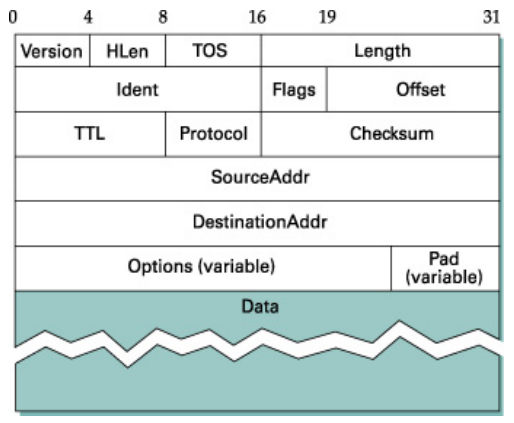 0 4 8 16 19 31
Version HLen TOS Length
Ident Flags Offset
TTL Protocol Checksum
SourceAddr
DestinationAddr
Options (variable) Pad
(variable)
Data